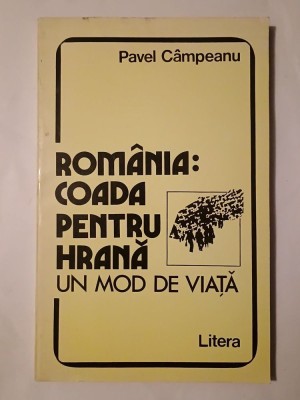 Pavel Câmpeanu
ROMÂNIA:
COADA
PENTRU
HRANĂ
UN MOD DE VIAȚĂ
Litera